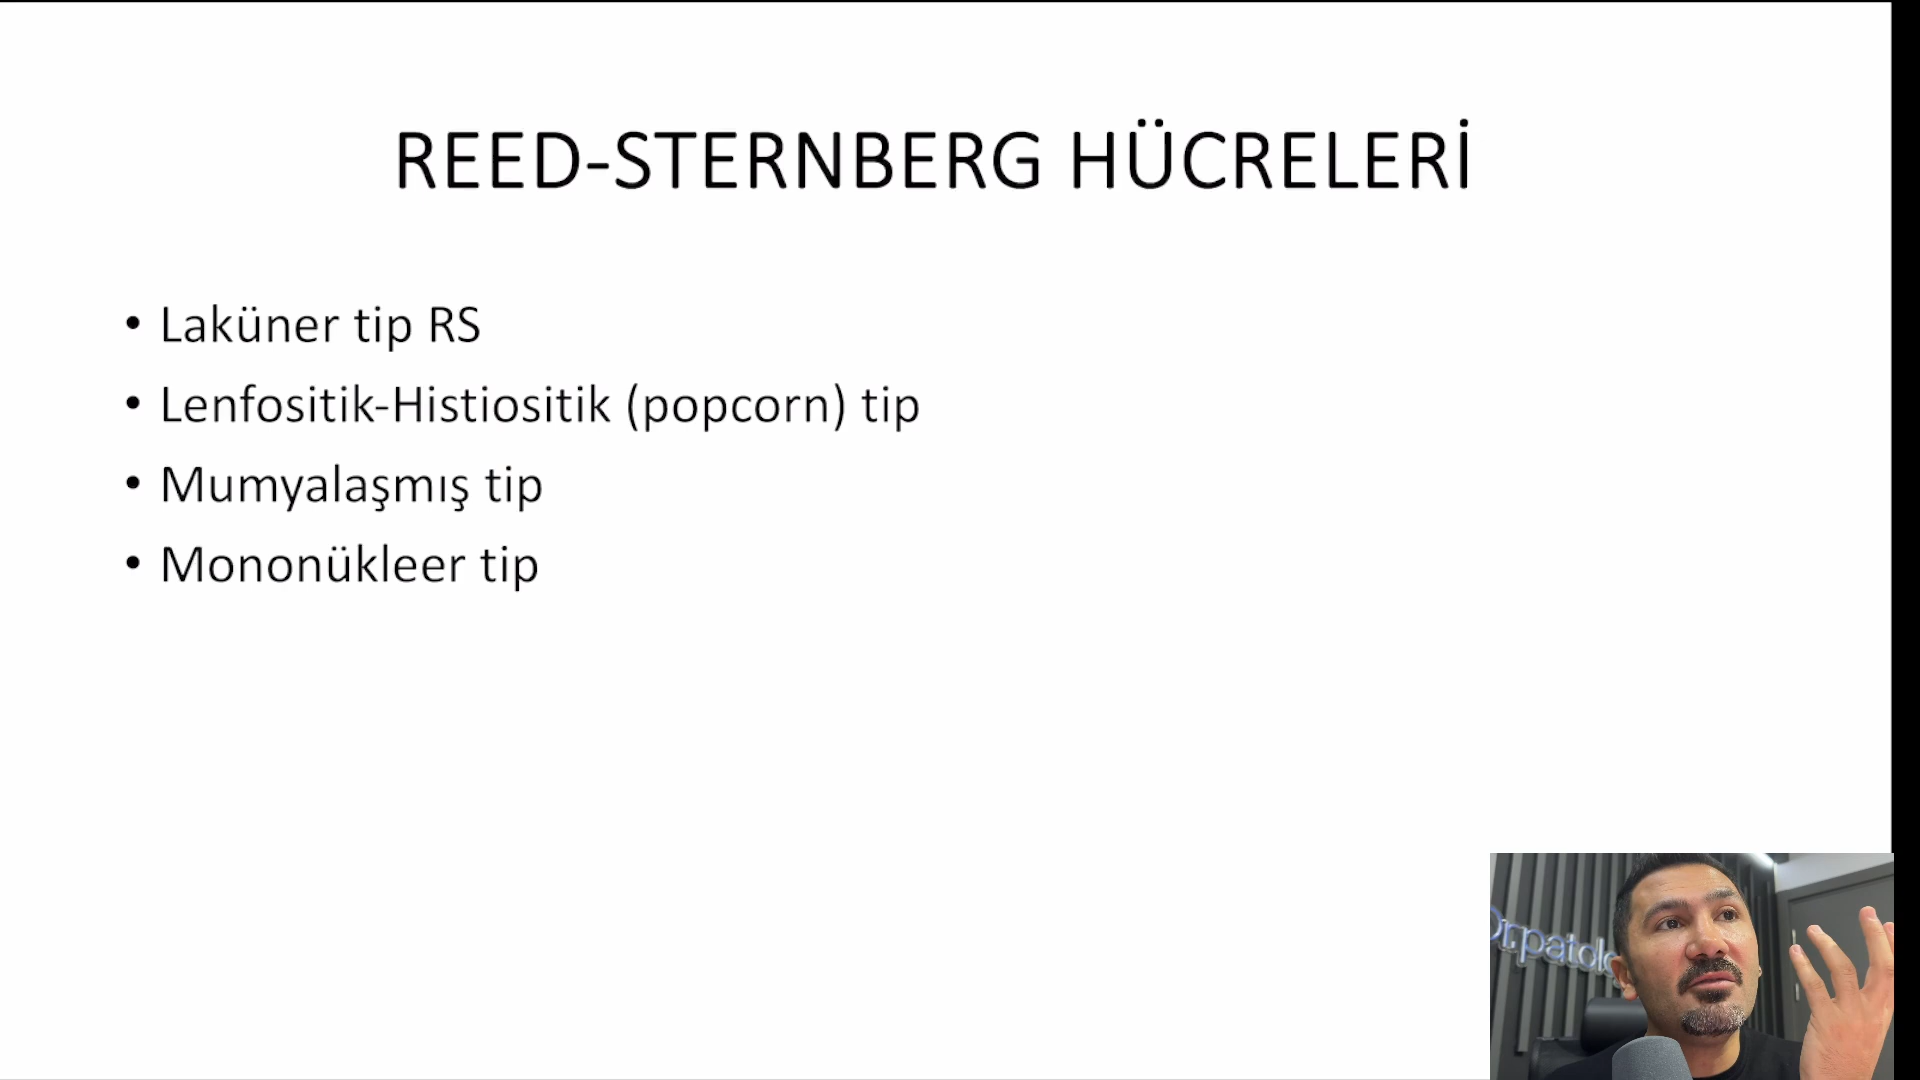 REED-STERNBERG HÜCRELERİ
• Laküner tip RS
• Lenfositik-Histiositik (popcorn) tip
• Mumyalaşmış tip
• Mononükleer tip